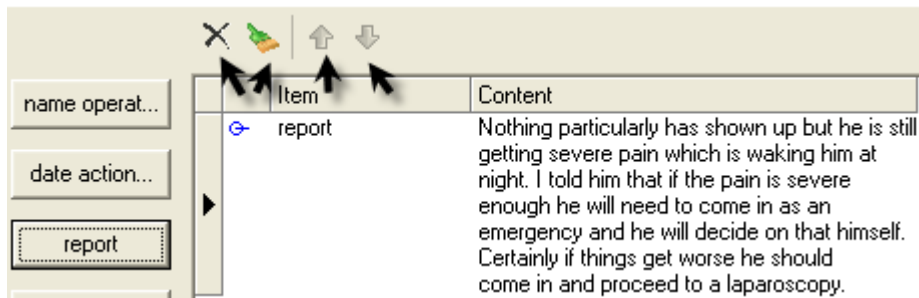 name operat...
date action...
report
Item Content
report Nothing particularly has shown up but he is still
getting severe pain which is waking him at
night. I told him that if the pain is severe
enough he will need to come in as an
emergency and he will decide on that himself.
Certainly if things get worse he should
come in and proceed to a laparoscopy.